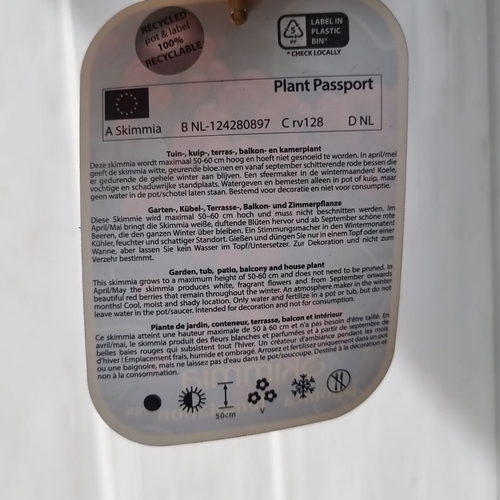 RECYCLED
pot & label
100%
RECYCLABLE
5
PP
LABEL IN
PLASTIC
BIN*
* CHECK LOCALLY
Plant Passport
A Skimmia B NL-124280897 C rv128 D NL
Tuin-, kuip-, terras-, balkon- en kamerplant
Deze skimmia wordt maximaal 50-60 cm hoog en hoeft niet gesnoeid te worden. In april/mei
geeft de skimmia witte, geurende bloemen en vanaf september schitterende rode bessen die
er gedurende de gehele winter aan blijven. Een sfeermaker in de wintermaanden! Koele,
vochtige en schaduwrijke standplaats. Watergeven en bemesten alleen in pot of kuip, maar
geen water in de pot/schotel laten staan. Bestemd voor decoratie en niet voor consumptie.
Garten-, Kübel-, Terrasse-, Balkon- und Zimmerpflanze
Diese Skimmie wird maximal 50–60 cm hoch und muss nicht beschnitten werden. Im
April/Mai bringt die Skimmia weiße, duftende Blüten hervor und ab September schöne rote
Beeren, die den ganzen Winter über bleiben. Ein Stimmungsmacher in den Wintermonaten!
Kühler, feuchter und schattiger Standort. Gießen und düngen Sie nur in einem Topf oder einer
Wanne, aber lassen Sie kein Wasser im Topf/Untersetzer. Zur Dekoration und nicht zum
Verzehr bestimmt.
Garden, tub, patio, balcony and house plant
This skimmia grows to a maximum height of 50-60 cm and does not need to be pruned. In
April/May the skimmia produces white, fragrant flowers and from September onwards
beautiful red berries that remain throughout the winter. An atmosphere maker in the winter
months! Cool, moist and shady location. Only water and fertilize in a pot or tub, but do not
leave water in the pot/saucer. Intended for decoration and not for consumption.
Plante de jardin, conteneur, terrasse, balcon et intérieur
Ce skimmia atteint une hauteur maximale de 50 à 60 cm et n'a pas besoin d'être taillé. En
avril/mai, le skimmia produit des fleurs blanches et parfumées et à partir de septembre de
belles baies rouges qui subsistent tout l'hiver. Un créateur d'ambiance pendant les mois
d'hiver ! Emplacement frais, humide et ombragé. Arrosez et fertilisez uniquement dans un pot
ou une baignoire, mais ne laissez pas d'eau dans le pot/soucoupe. Destiné à la décoration et
non à la consommation.
50cm
V